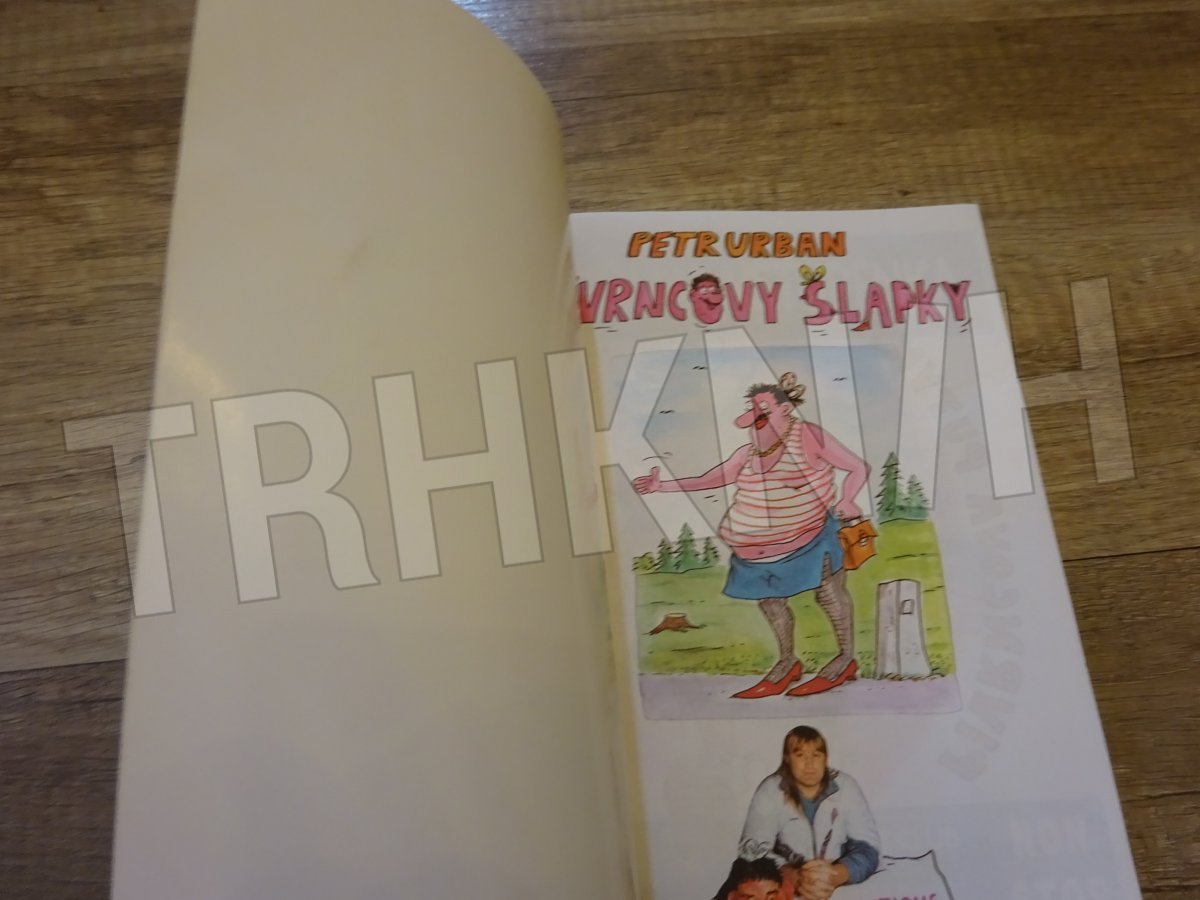 PETR URBAN
VRNCOVY ŠLAPKY
TRHKNIH